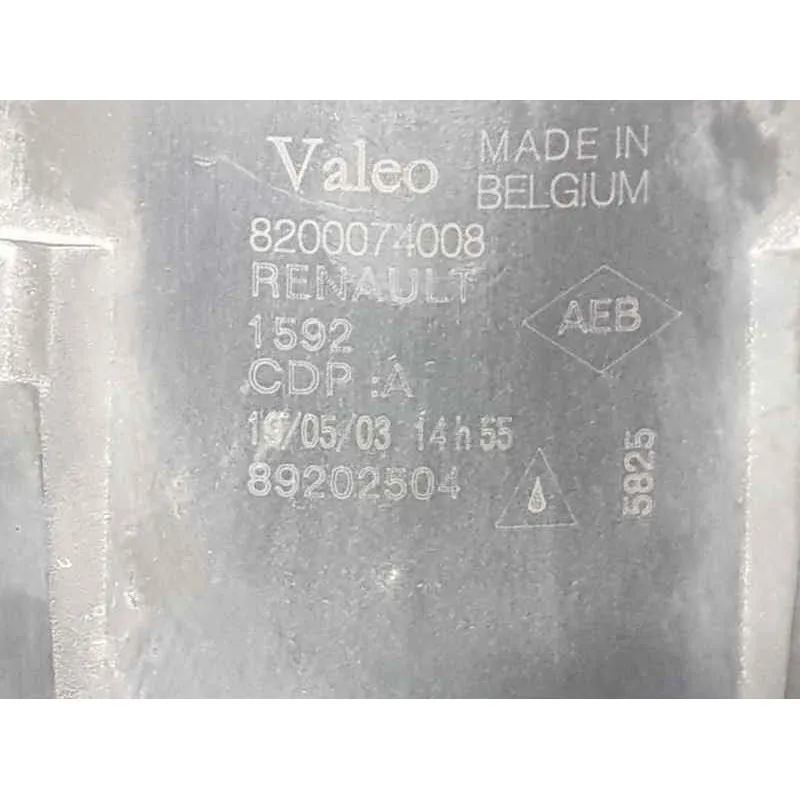 Valeo
MADE IN
BELGIUM
8200074008
RENAULT
AEB
1592
CDP :A
19/05/03 14h55
89202504
5825